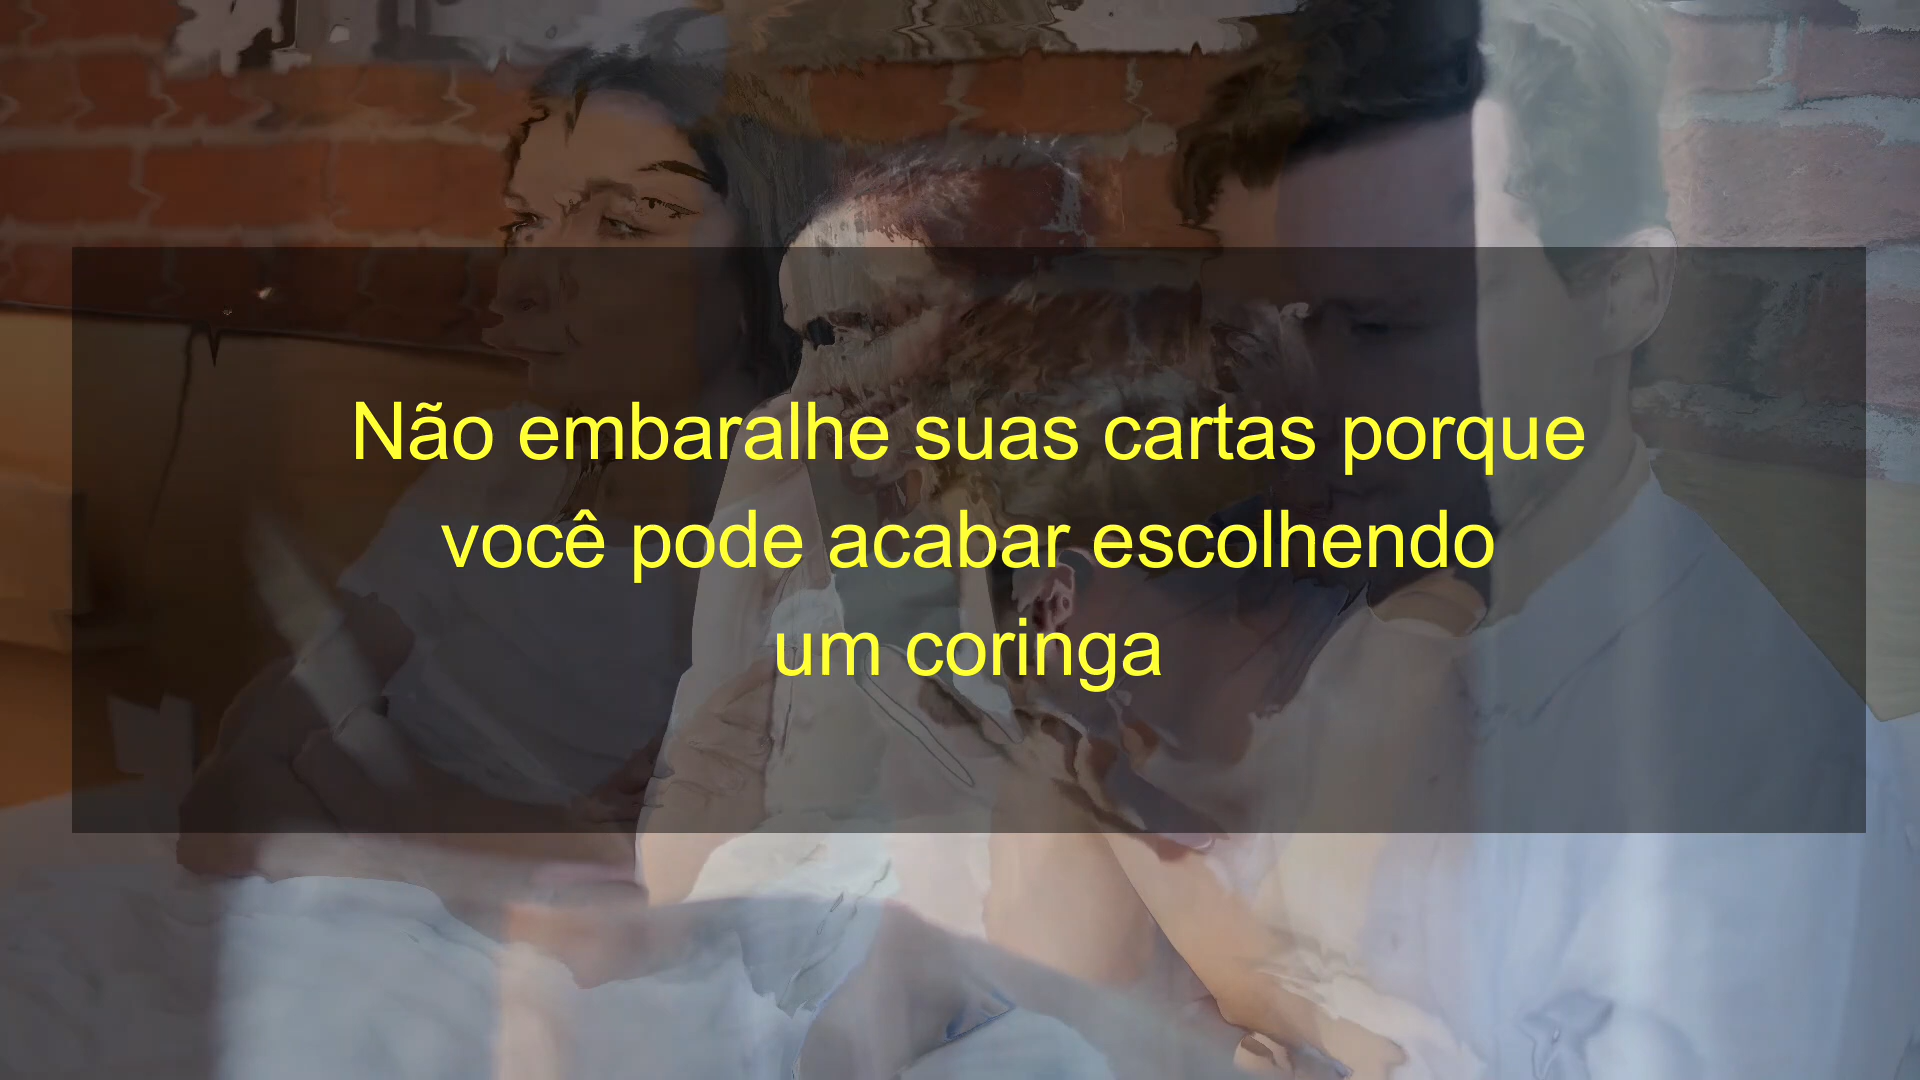 Não embaralhe suas cartas porque
você pode acabar escolhendo
um coringa